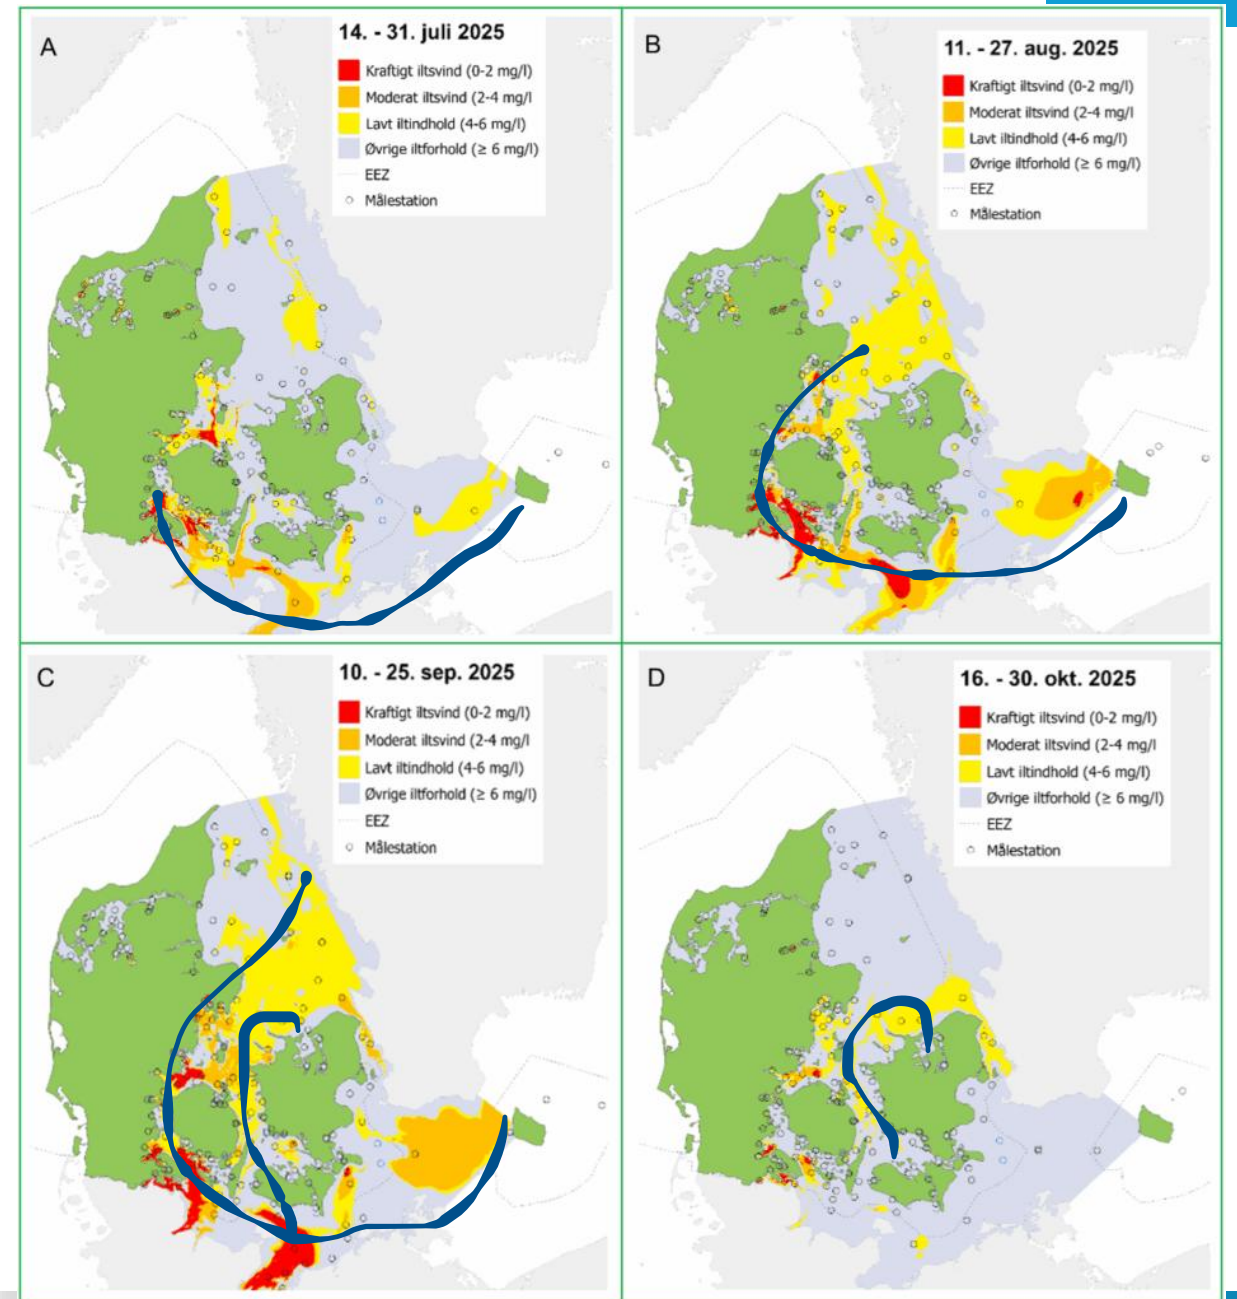 A
14. - 31. juli 2025
Kraftigt iltsvind (0-2 mg/l)
Moderat iltsvind (2-4 mg/l
Lavt iltindhold (4-6 mg/l)
Øvrige iltforhold (≥ 6 mg/l)
EEZ
Målestation
B
11. - 27. aug. 2025
Kraftigt iltsvind (0-2 mg/l)
Moderat iltsvind (2-4 mg/l
Lavt iltindhold (4-6 mg/l)
Øvrige iltforhold (≥ 6 mg/l)
EEZ
Målestation
C
10. - 25. sep. 2025
Kraftigt iltsvind (0-2 mg/l)
Moderat iltsvind (2-4 mg/l
Lavt iltindhold (4-6 mg/l)
Øvrige iltforhold (≥ 6 mg/l)
EEZ
Målestation
D
16. - 30. okt. 2025
Kraftigt iltsvind (0-2 mg/l)
Moderat iltsvind (2-4 mg/l
Lavt iltindhold (4-6 mg/l)
Øvrige iltforhold (≥ 6 mg/l)
EEZ
Målestation